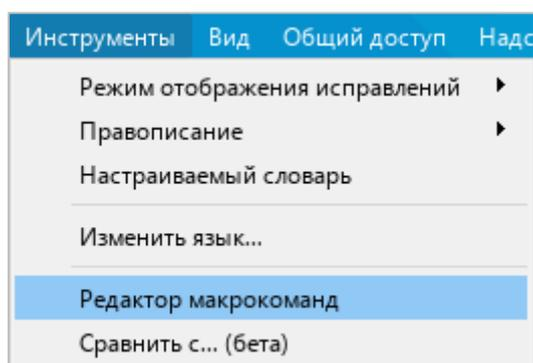 Инструменты Вид Общий доступ
Режим отображения исправлений
Правописание
Настраиваемый словарь
Изменить язык...
Редактор макрокоманд
Сравнить с... (бета)